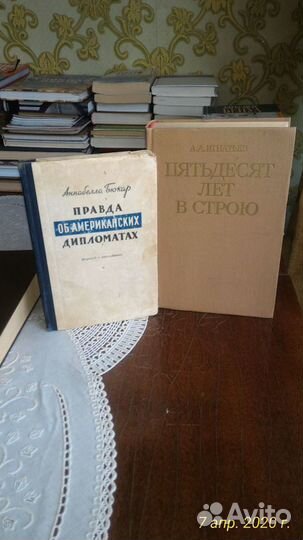 Аннабелла Бюкар
ПРАВДА
ОБ АМЕРИКАНСКИХ
ДИПЛОМАТАХ
А.А.ИГНАТЬЕВ
ПЯТЬДЕСЯТ
ЛЕТ
В СТРОЮ
7 апр. 2020 г.
Avito